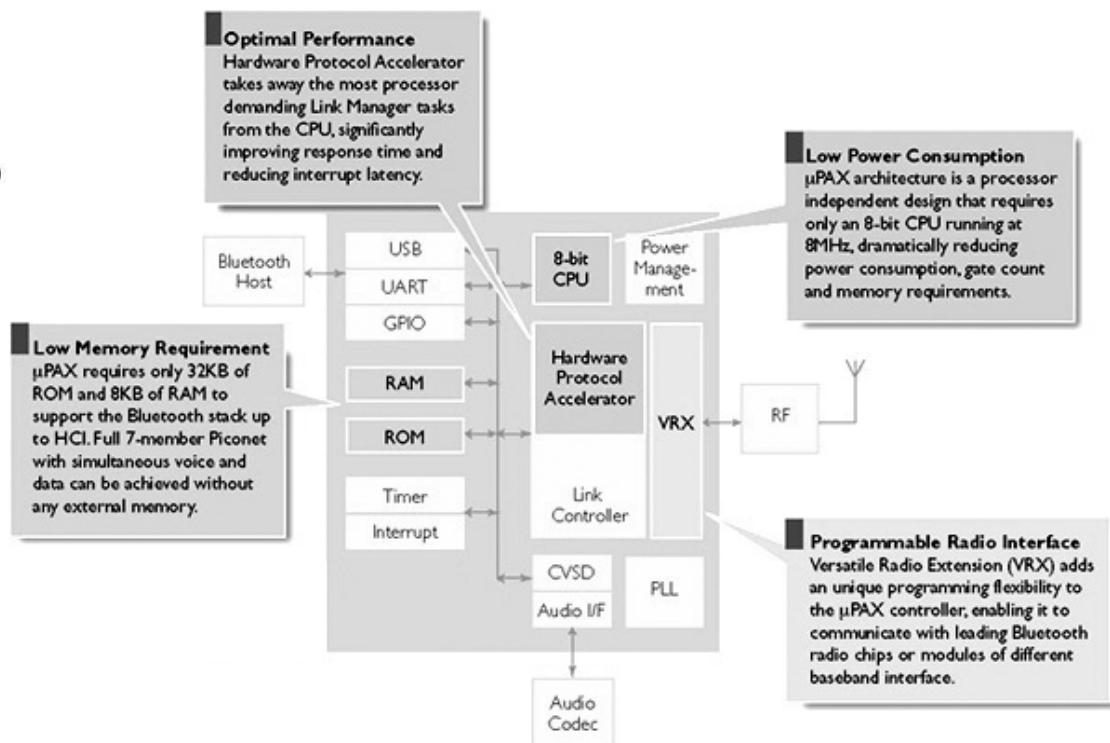 Optimal Performance
Hardware Protocol Accelerator
takes away the most processor
demanding Link Manager tasks
from the CPU, significantly
improving response time and
reducing interrupt latency.
Low Power Consumption
µPAX architecture is a processor
independent design that requires
only an 8-bit CPU running at
8MHz, dramatically reducing
power consumption, gate count
and memory requirements.
Bluetooth
Host
USB
UART
GPIO
8-bit
CPU
Power
Manage-
ment
Low Memory Requirement
µPAX requires only 32KB of
ROM and 8KB of RAM to
support the Bluetooth stack up
to HCI. Full 7-member Piconet
with simultaneous voice and
data can be achieved without
any external memory.
RAM
ROM
Timer
Interrupt
Hardware
Protocol
Accelerator
Link
Controller
VRX
RF
CVSD
Audio I/F
PLL
Audio
Codec
Programmable Radio Interface
Versatile Radio Extension (VRX) adds
an unique programming flexibility to
the µPAX controller, enabling it to
communicate with leading Bluetooth
radio chips or modules of different
baseband interface.